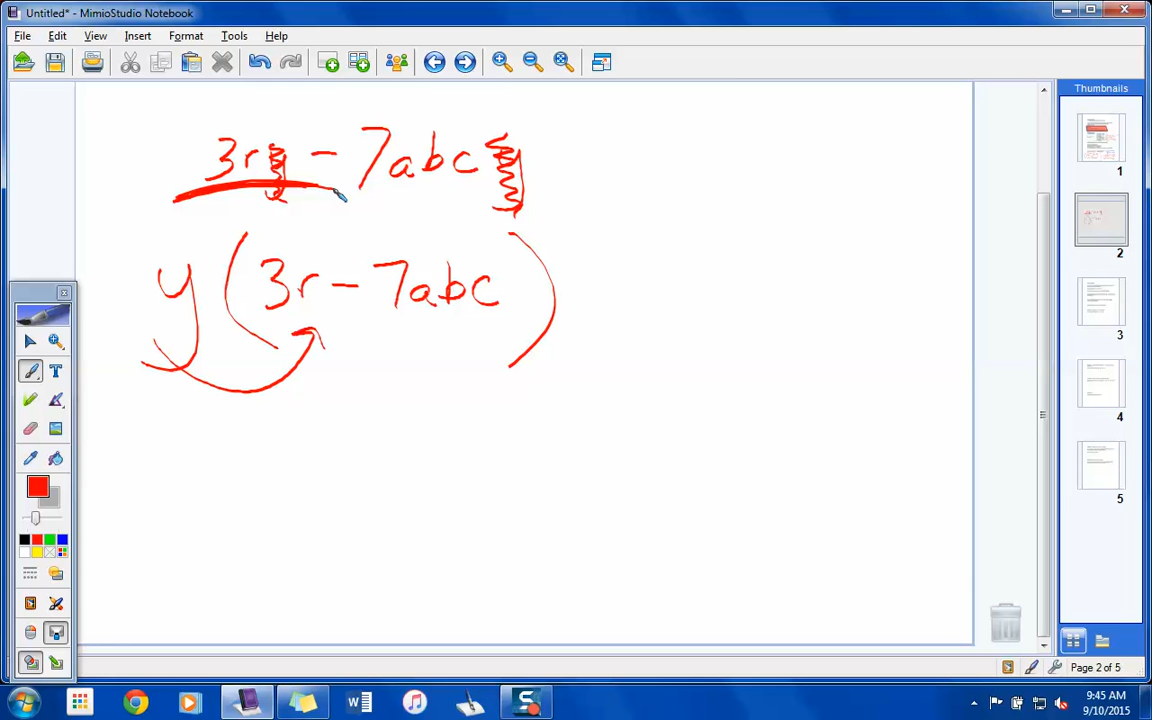 Untitled* - MimioStudio Notebook
File Edit View Insert Format Tools Help
Thumbnails
3ry - 7abcy
y(3r - 7abc)
1
2
3
4
5
Page 2 of 5
9:45 AM
9/10/2015